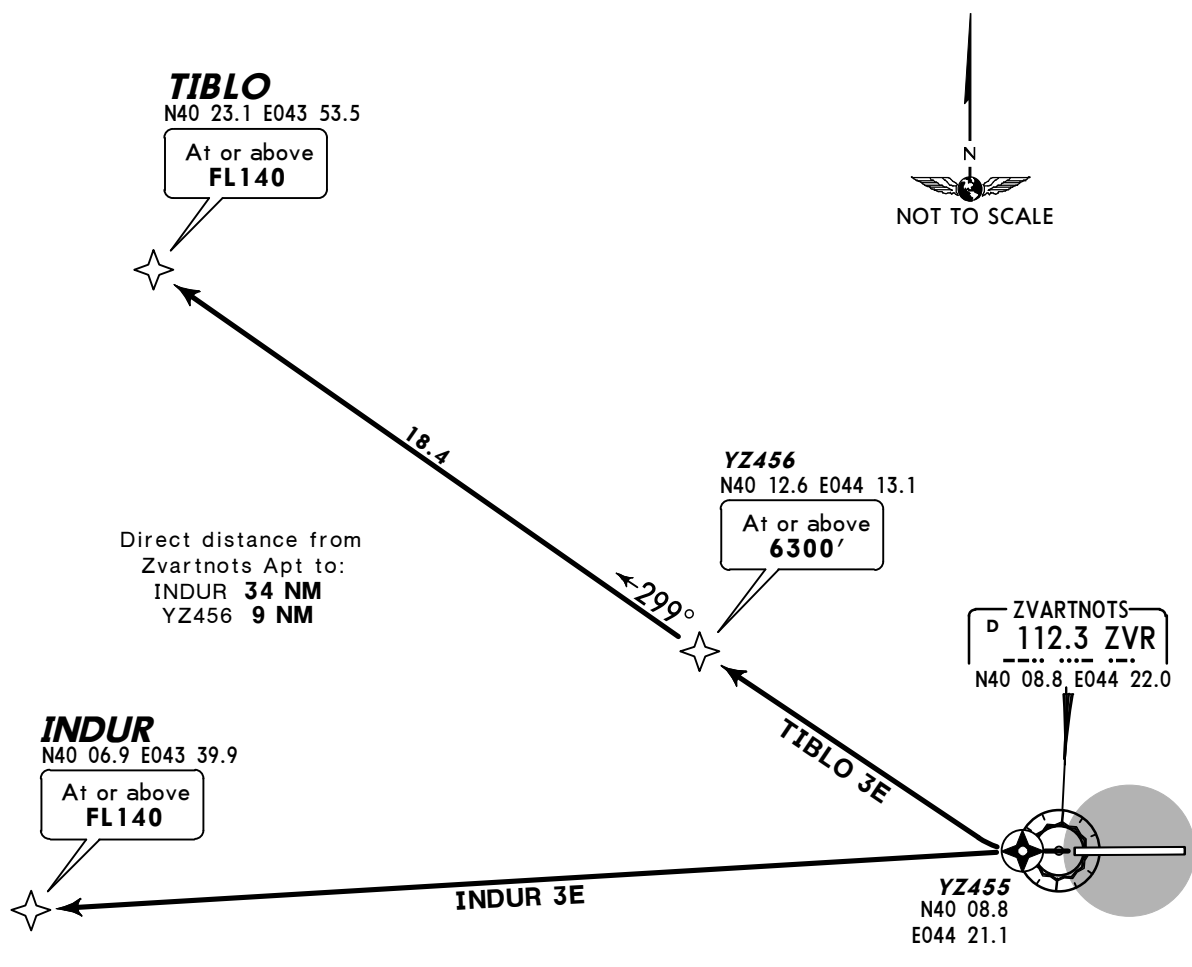 TIBLO
N40 23.1 E043 53.5
At or above
FL140
N
NOT TO SCALE
18.4
YZ456
N40 12.6 E044 13.1
At or above
6300'
Direct distance from
Zvartnots Apt to:
INDUR 34 NM
YZ456 9 NM
299°
ZVARTNOTS
D 112.3 ZVR
N40 08.8 E044 22.0
TIBLO 3E
INDUR
N40 06.9 E043 39.9
At or above
FL140
INDUR 3E
YZ455
N40 08.8
E044 21.1